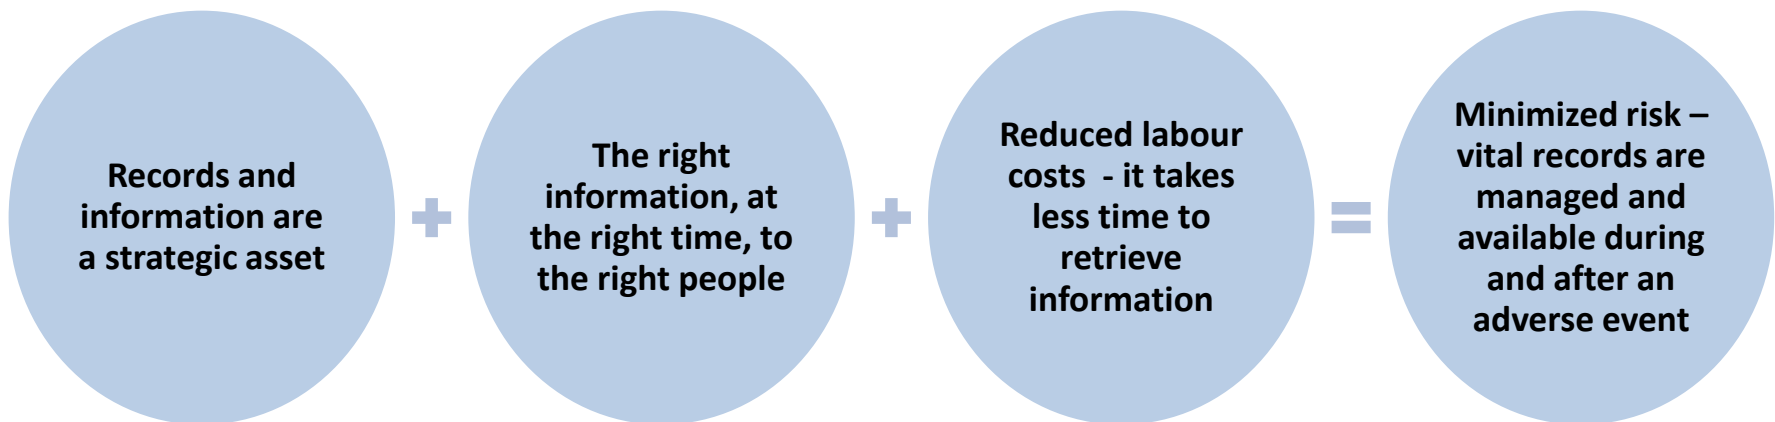 Records and
information are
a strategic asset
+
The right
information, at
the right time, to
the right people
+
Reduced labour
costs - it takes
less time to
retrieve
information
=
Minimized risk –
vital records are
managed and
available during
and after an
adverse event